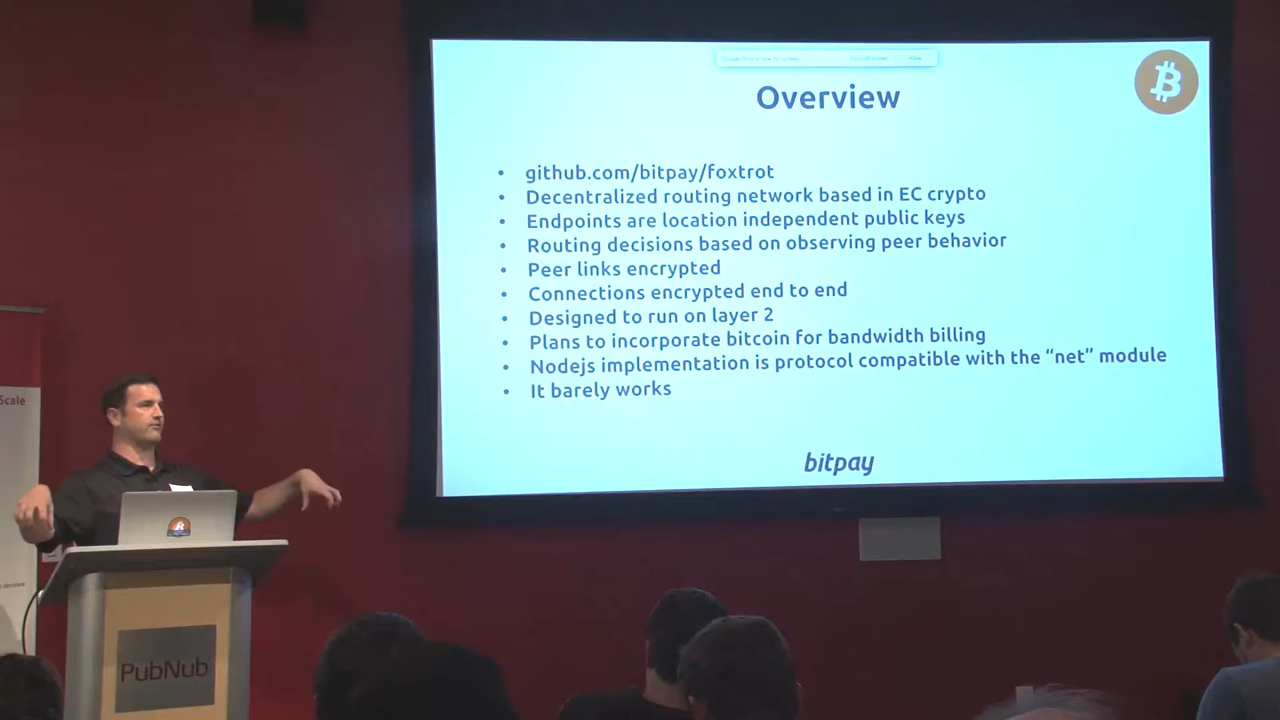 Overview
github.com/bitpay/foxtrot
Decentralized routing network based in EC crypto
Endpoints are location independent public keys
Routing decisions based on observing peer behavior
Peer links encrypted
Connections encrypted end to end
Designed to run on layer 2
Plans to incorporate bitcoin for bandwidth billing
Nodejs implementation is protocol compatible with the “net” module
It barely works
bitpay
Scale
PubNub